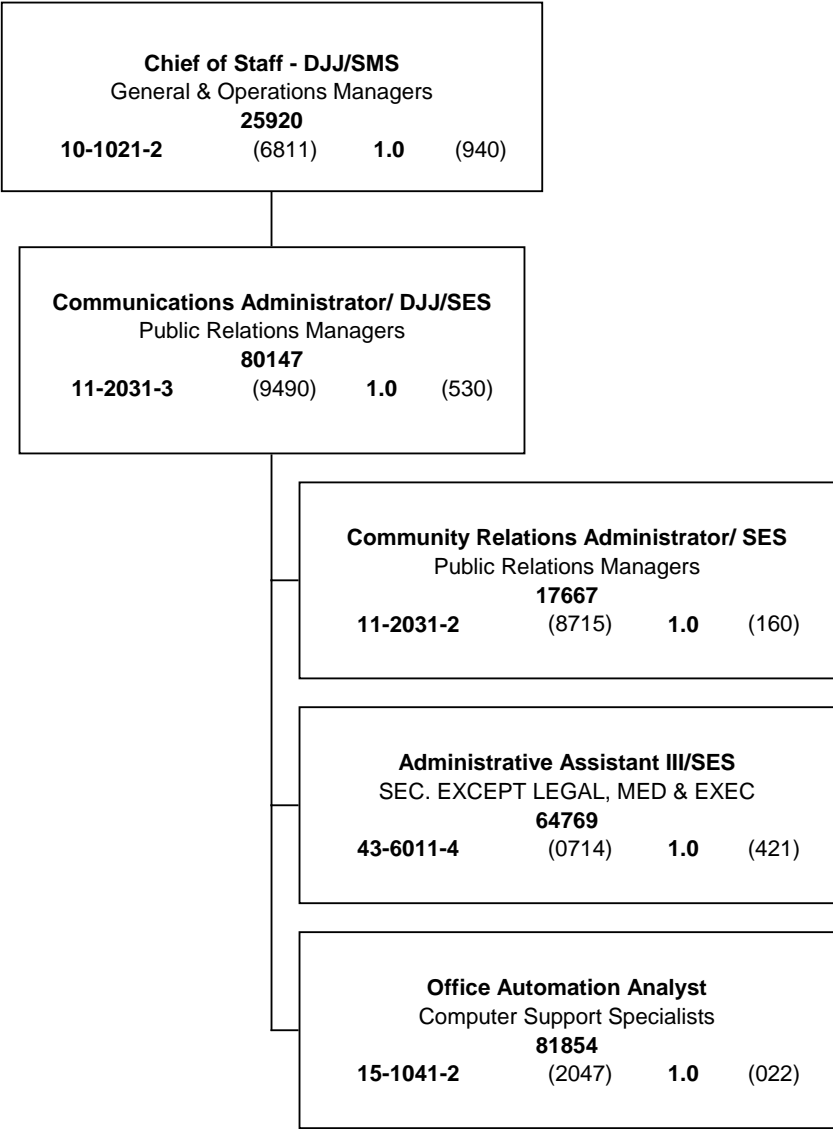 Chief of Staff - DJJ/SMS
General & Operations Managers
25920
10-1021-2 (6811) 1.0 (940)
Communications Administrator/ DJJ/SES
Public Relations Managers
80147
11-2031-3 (9490) 1.0 (530)
Community Relations Administrator/ SES
Public Relations Managers
17667
11-2031-2 (8715) 1.0 (160)
Administrative Assistant III/SES
SEC. EXCEPT LEGAL, MED & EXEC
64769
43-6011-4 (0714) 1.0 (421)
Office Automation Analyst
Computer Support Specialists
81854
15-1041-2 (2047) 1.0 (022)